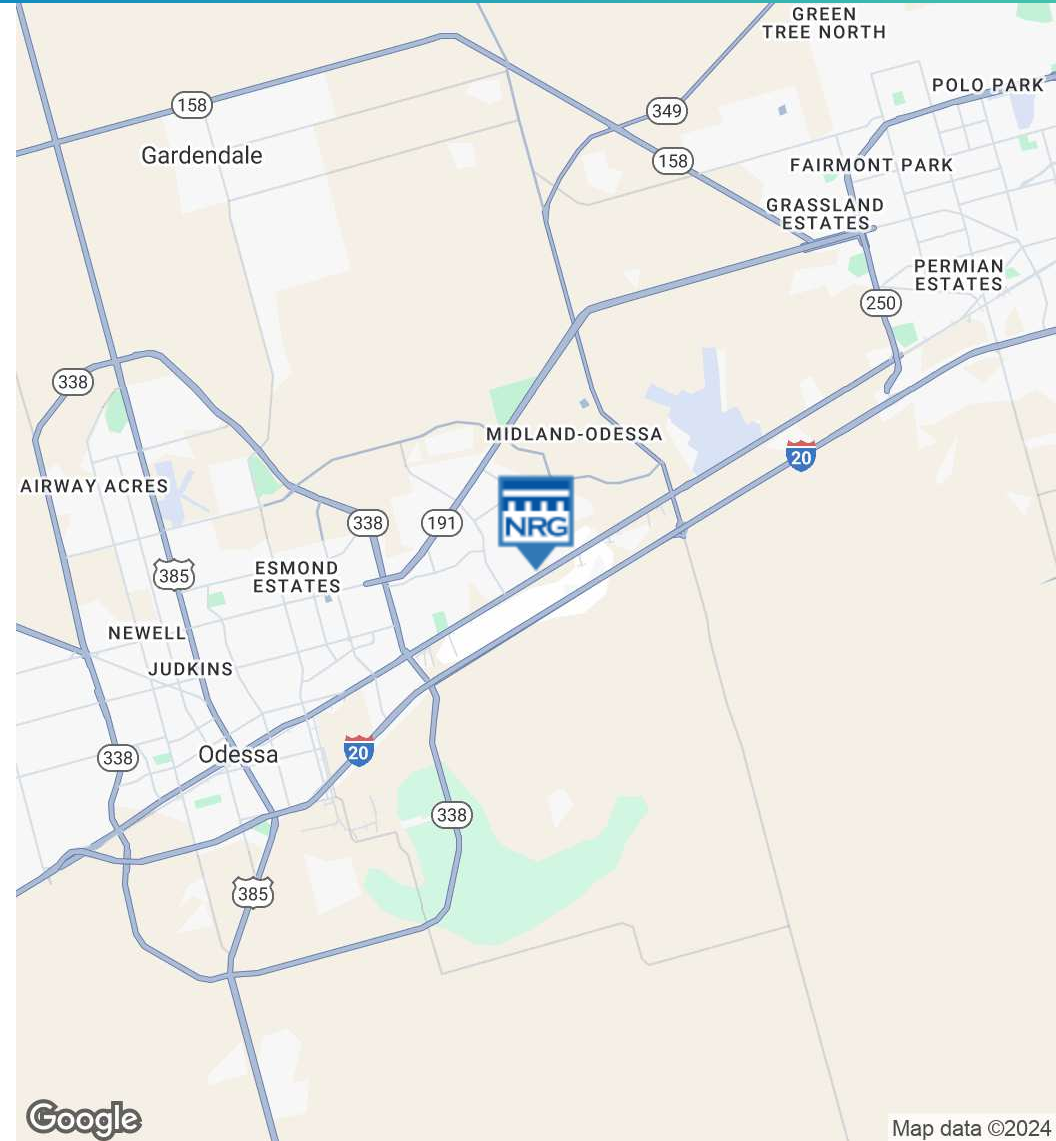 GREEN
TREE NORTH
POLO PARK
158
349
Gardendale
158
FAIRMONT PARK
GRASSLAND
ESTATES
PERMIAN
ESTATES
250
338
MIDLAND-ODESSA
20
AIRWAY ACRES
NRG
338
191
385
ESMOND
ESTATES
NEWELL
JUDKINS
338
Odessa
20
338
385
Google
Map data ©2024